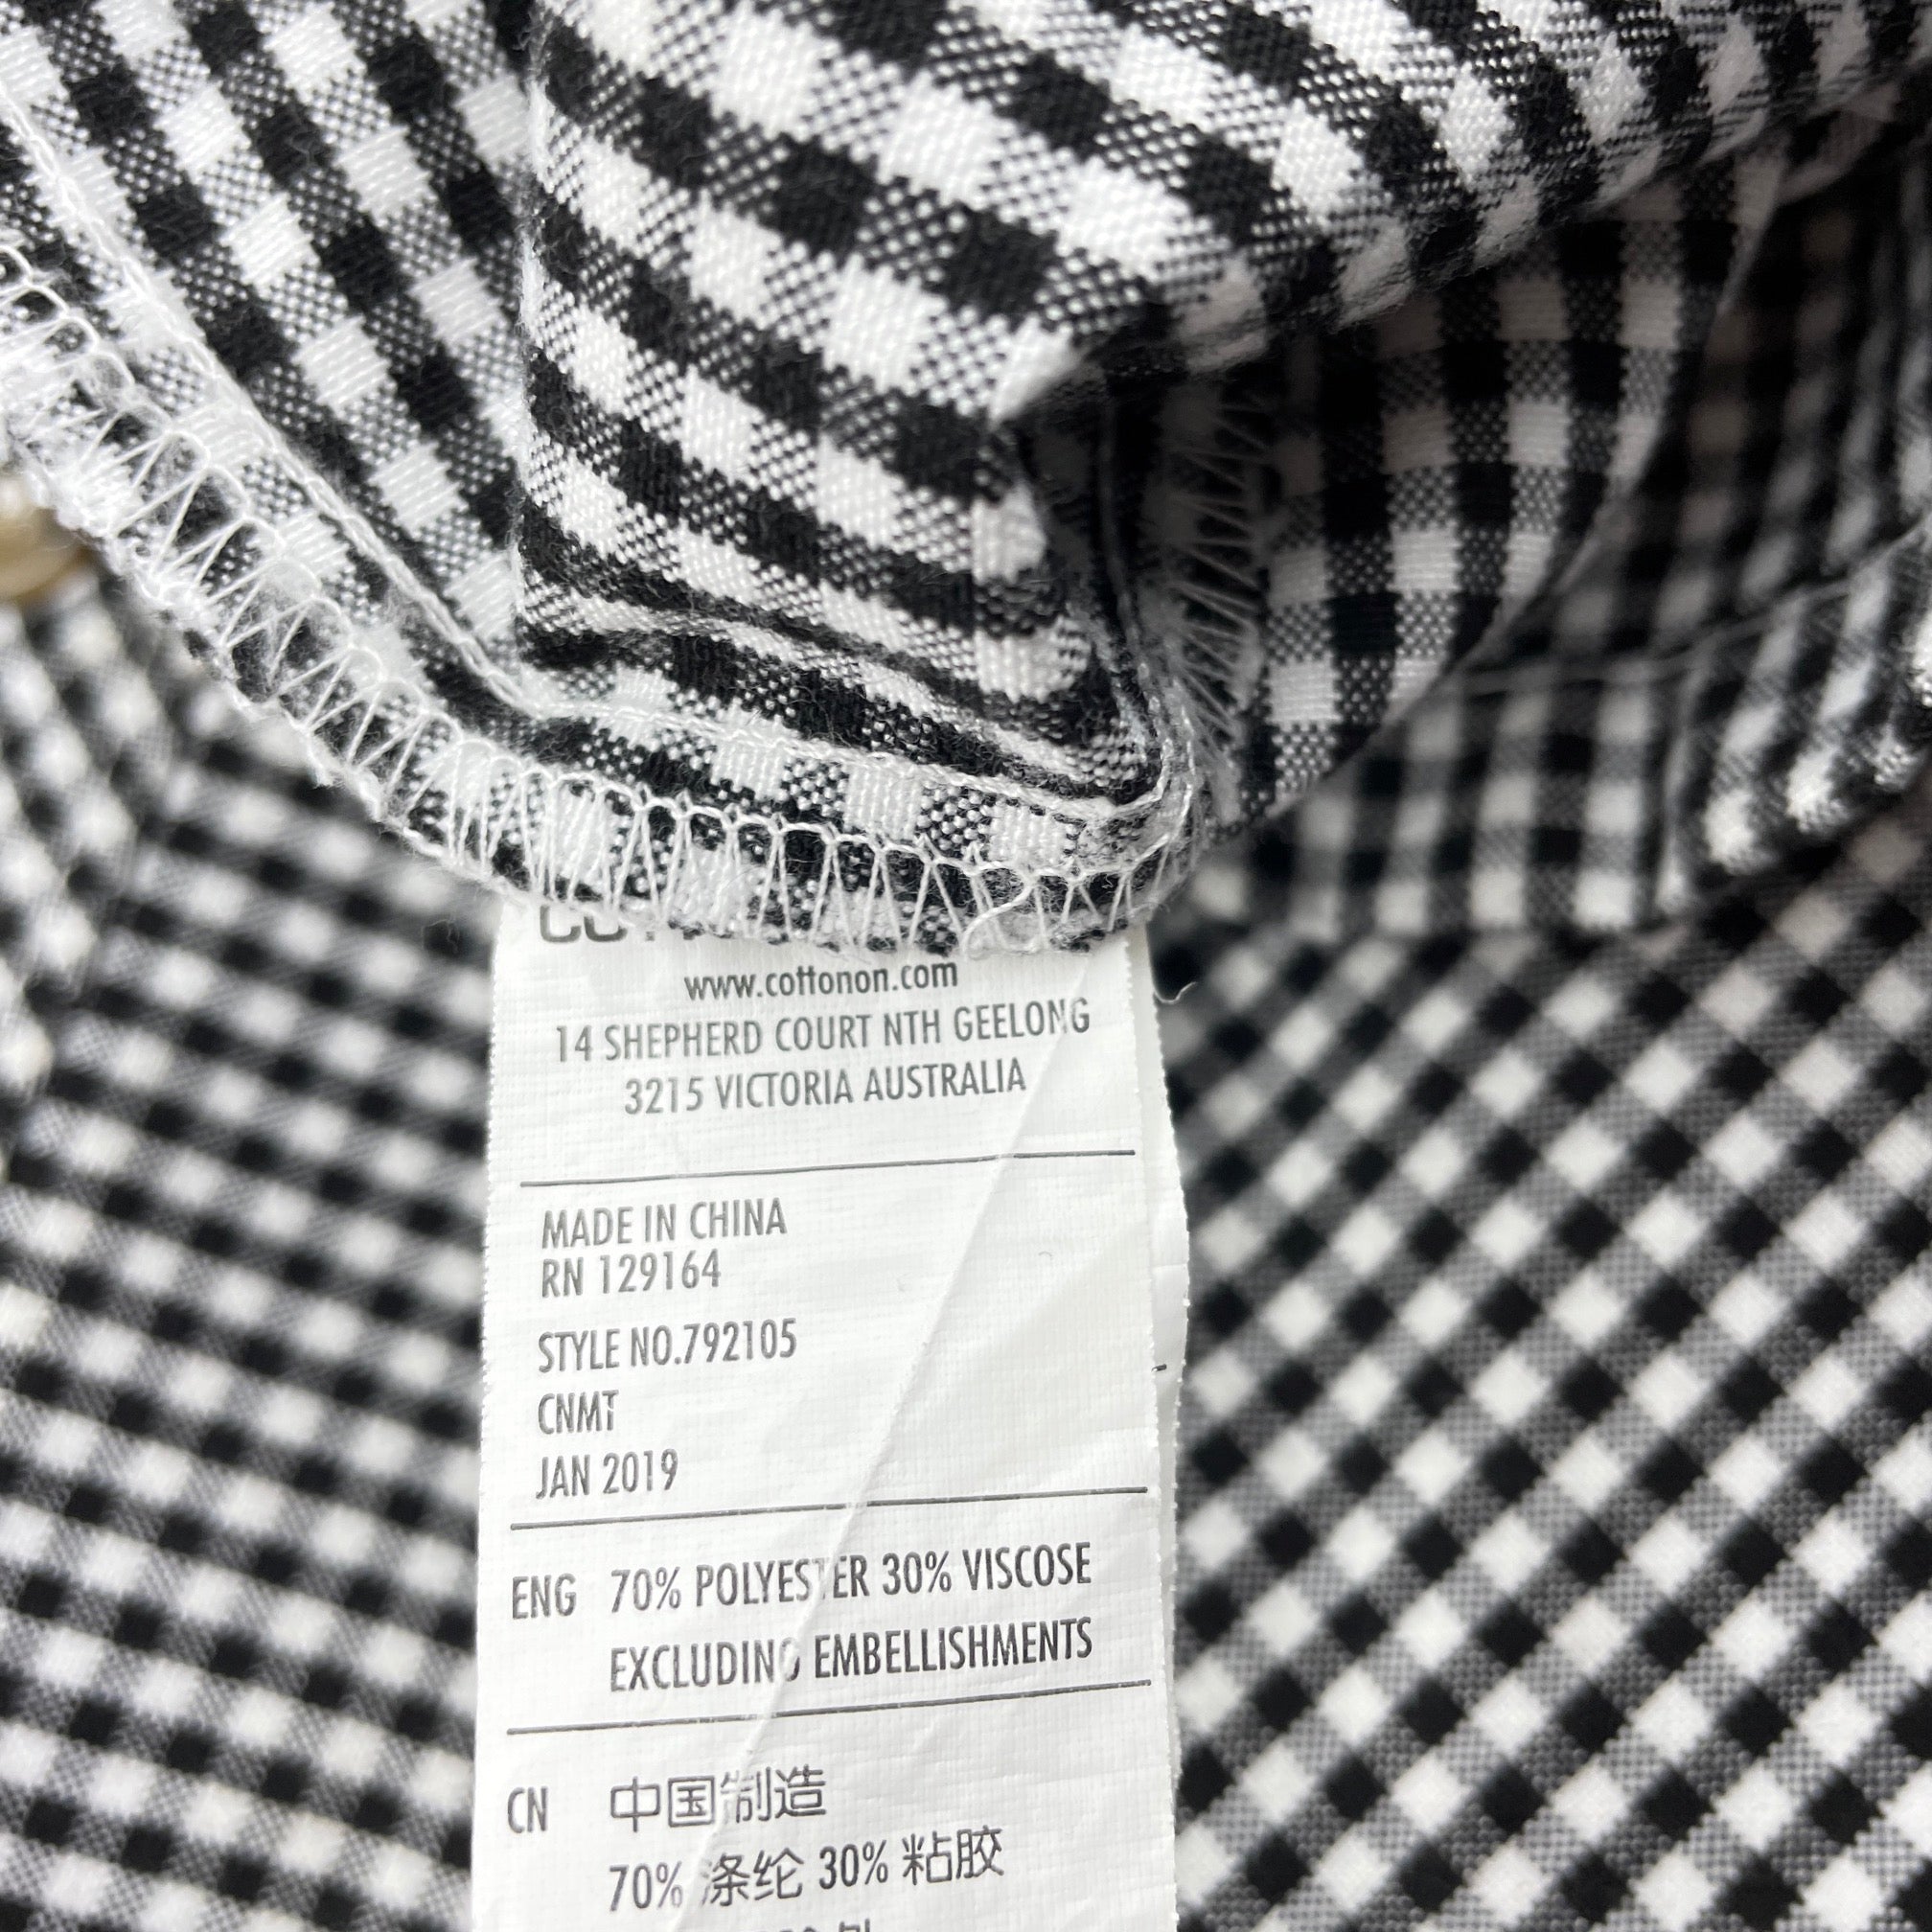 www.cottonon.com
14 SHEPHERD COURT NTH GEELONG
3215 VICTORIA AUSTRALIA
MADE IN CHINA
RN 129164
STYLE NO.792105
CNMT
JAN 2019
ENG 70% POLYESTER 30% VISCOSE
EXCLUDING EMBELLISHMENTS
CN 中国制造
70% 涤纶 30% 粘胶